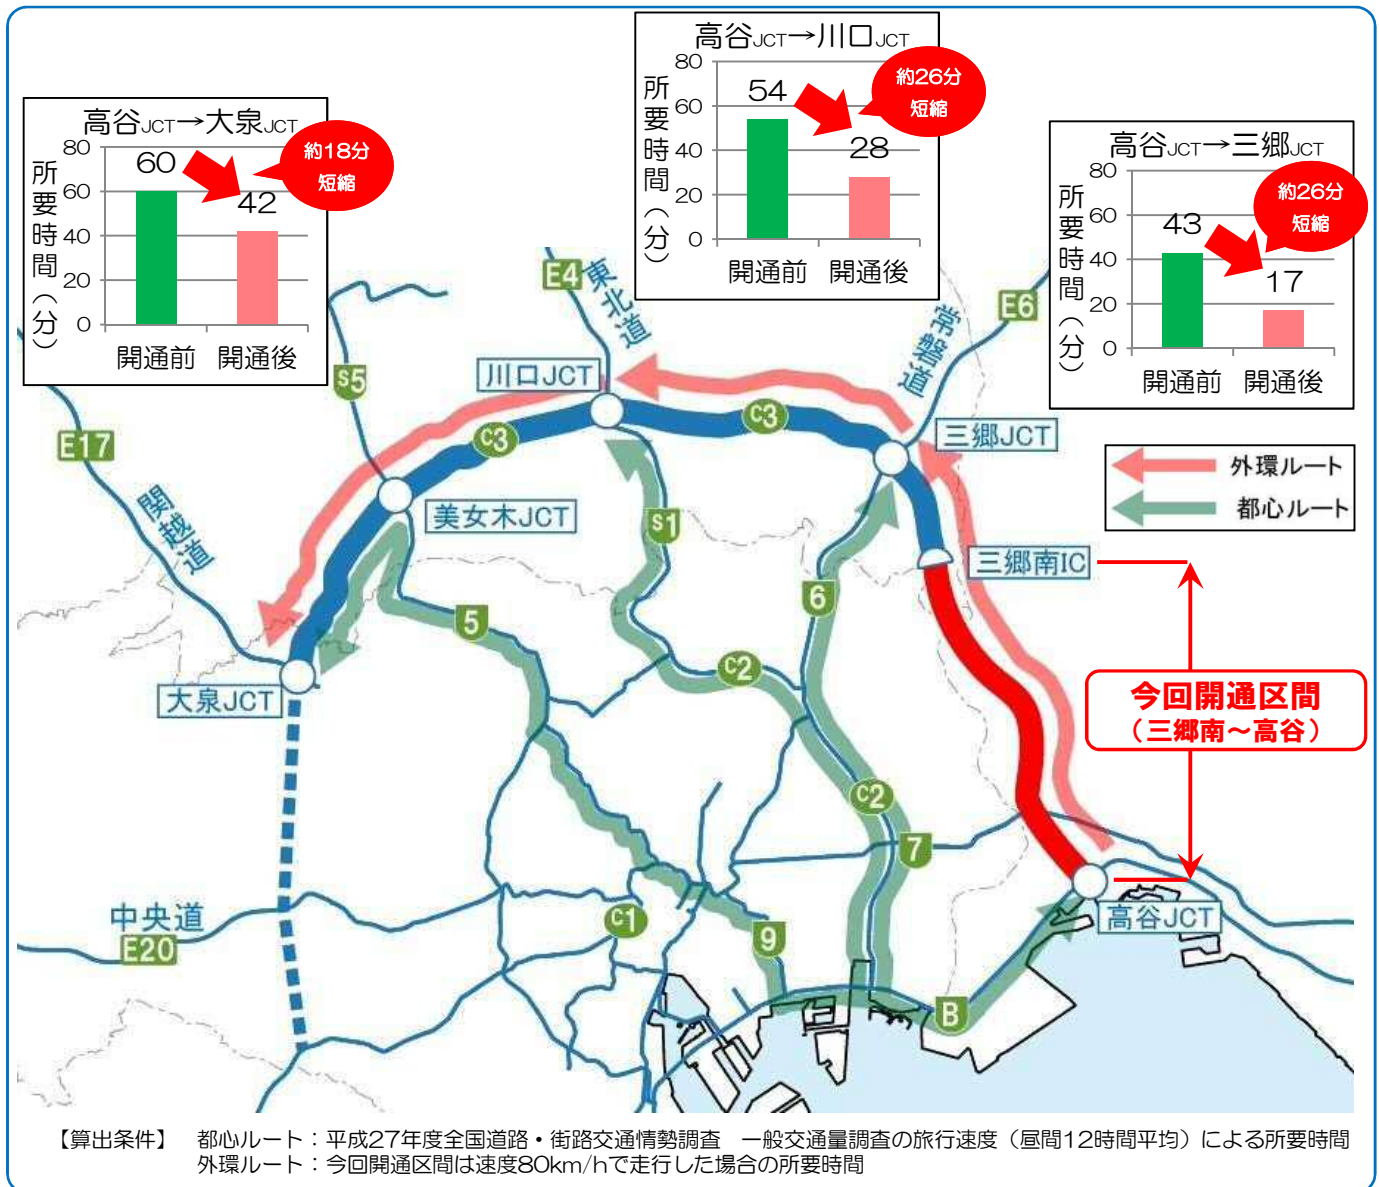 高谷JCT→川口JCT
所要時間（分）
80
60
40
20
0
54
28
約26分
短縮
開通前
開通後
高谷JCT→大泉JCT
所要時間（分）
80
60
40
20
0
60
42
約18分
短縮
開通前
開通後
高谷JCT→三郷JCT
所要時間（分）
80
60
40
20
0
43
17
約26分
短縮
開通前
開通後
E4
東北道
E6
常磐道
S5
川口JCT
C3
C3
三郷JCT
E17
関越道
美女木JCT
S1
外環ルート
都心ルート
三郷南IC
6
5
C2
大泉JCT
今回開通区間
（三郷南～高谷）
C2
7
中央道
E20
C1
9
高谷JCT
B
【算出条件】 都心ルート：平成27年度全国道路・街路交通情勢調査 一般交通量調査の旅行速度（昼間12時間平均）による所要時間
外環ルート：今回開通区間は速度80km/hで走行した場合の所要時間